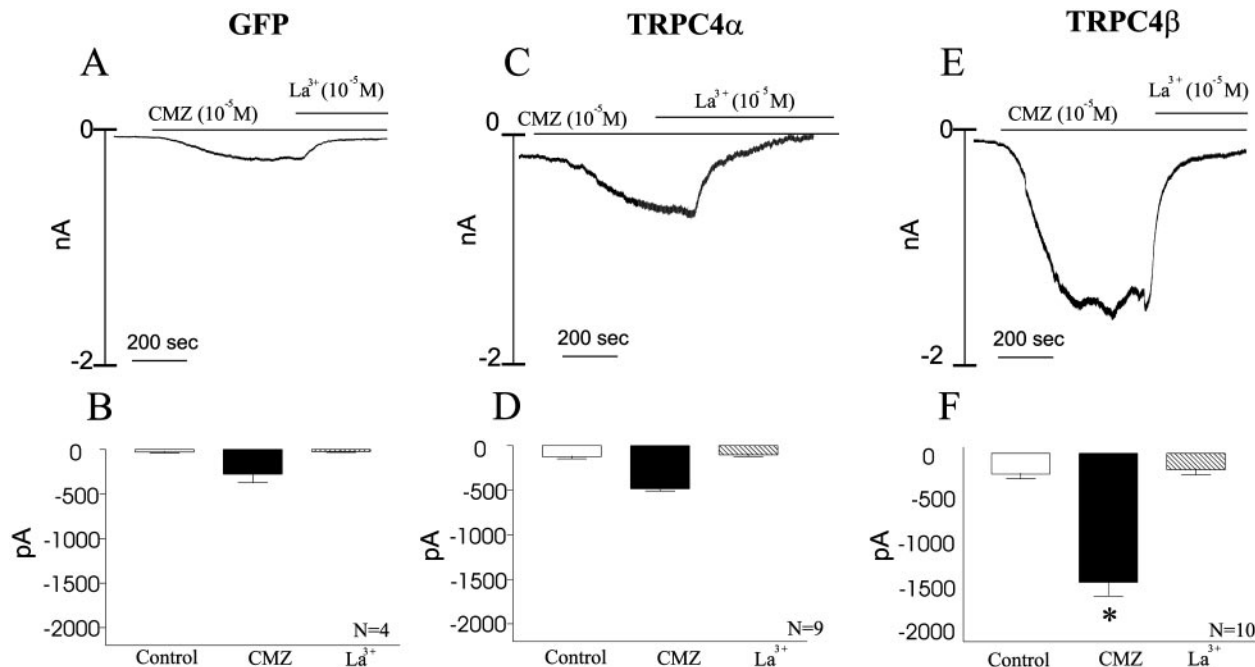 GFP
TRPC4α
TRPC4β
A
La³⁺ (10⁻⁵M)
CMZ (10⁻⁵M)
0
nA
200 sec
-2
C
La³⁺ (10⁻⁵M)
CMZ (10⁻⁵M)
0
nA
200 sec
-2
E
La³⁺ (10⁻⁵M)
CMZ (10⁻⁵M)
0
nA
200 sec
-2
B
0
-500
-1000
-1500
-2000
pA
N=4
Control CMZ La³⁺
D
0
-500
-1000
-1500
-2000
pA
N=9
Control CMZ La³⁺
F
0
-500
-1000
-1500
-2000
pA
*
N=10
Control CMZ La³⁺